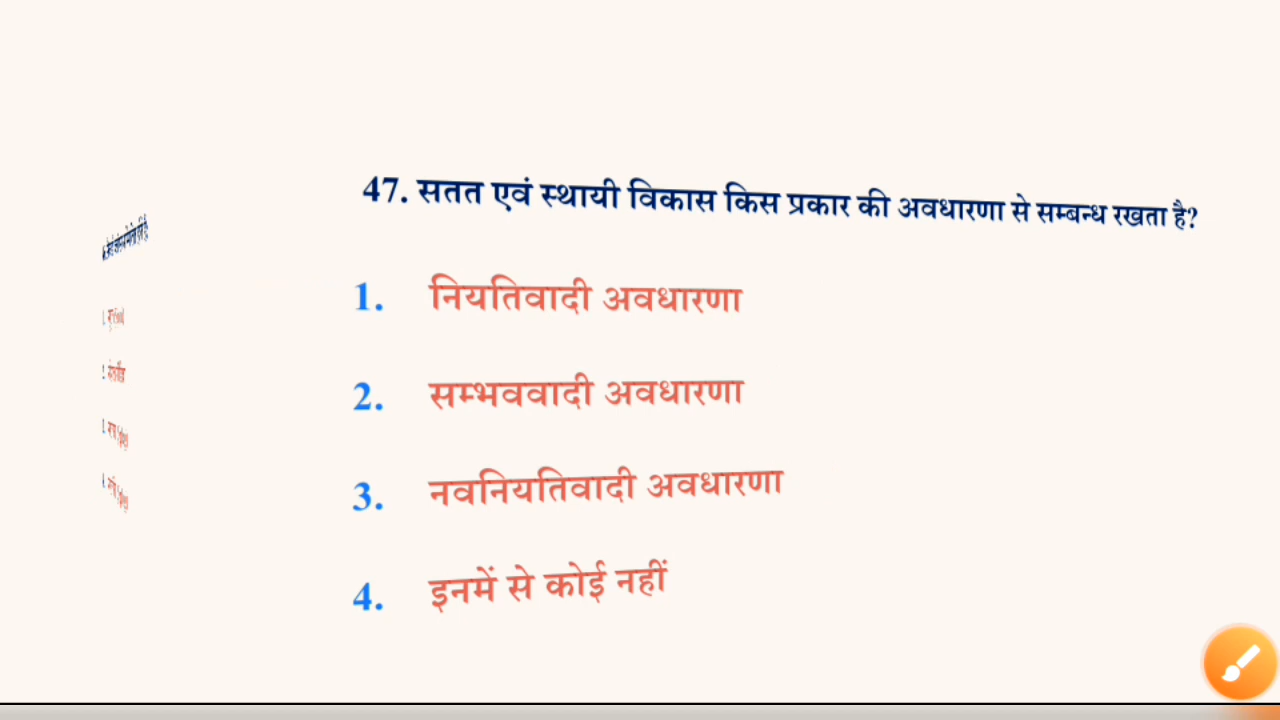 47. सतत एवं स्थायी विकास किस प्रकार की अवधारणा से सम्बन्ध रखता है?
1. नियतिवादी अवधारणा
2. सम्भववादी अवधारणा
3. नवनियतिवादी अवधारणा
4. इनमें से कोई नहीं